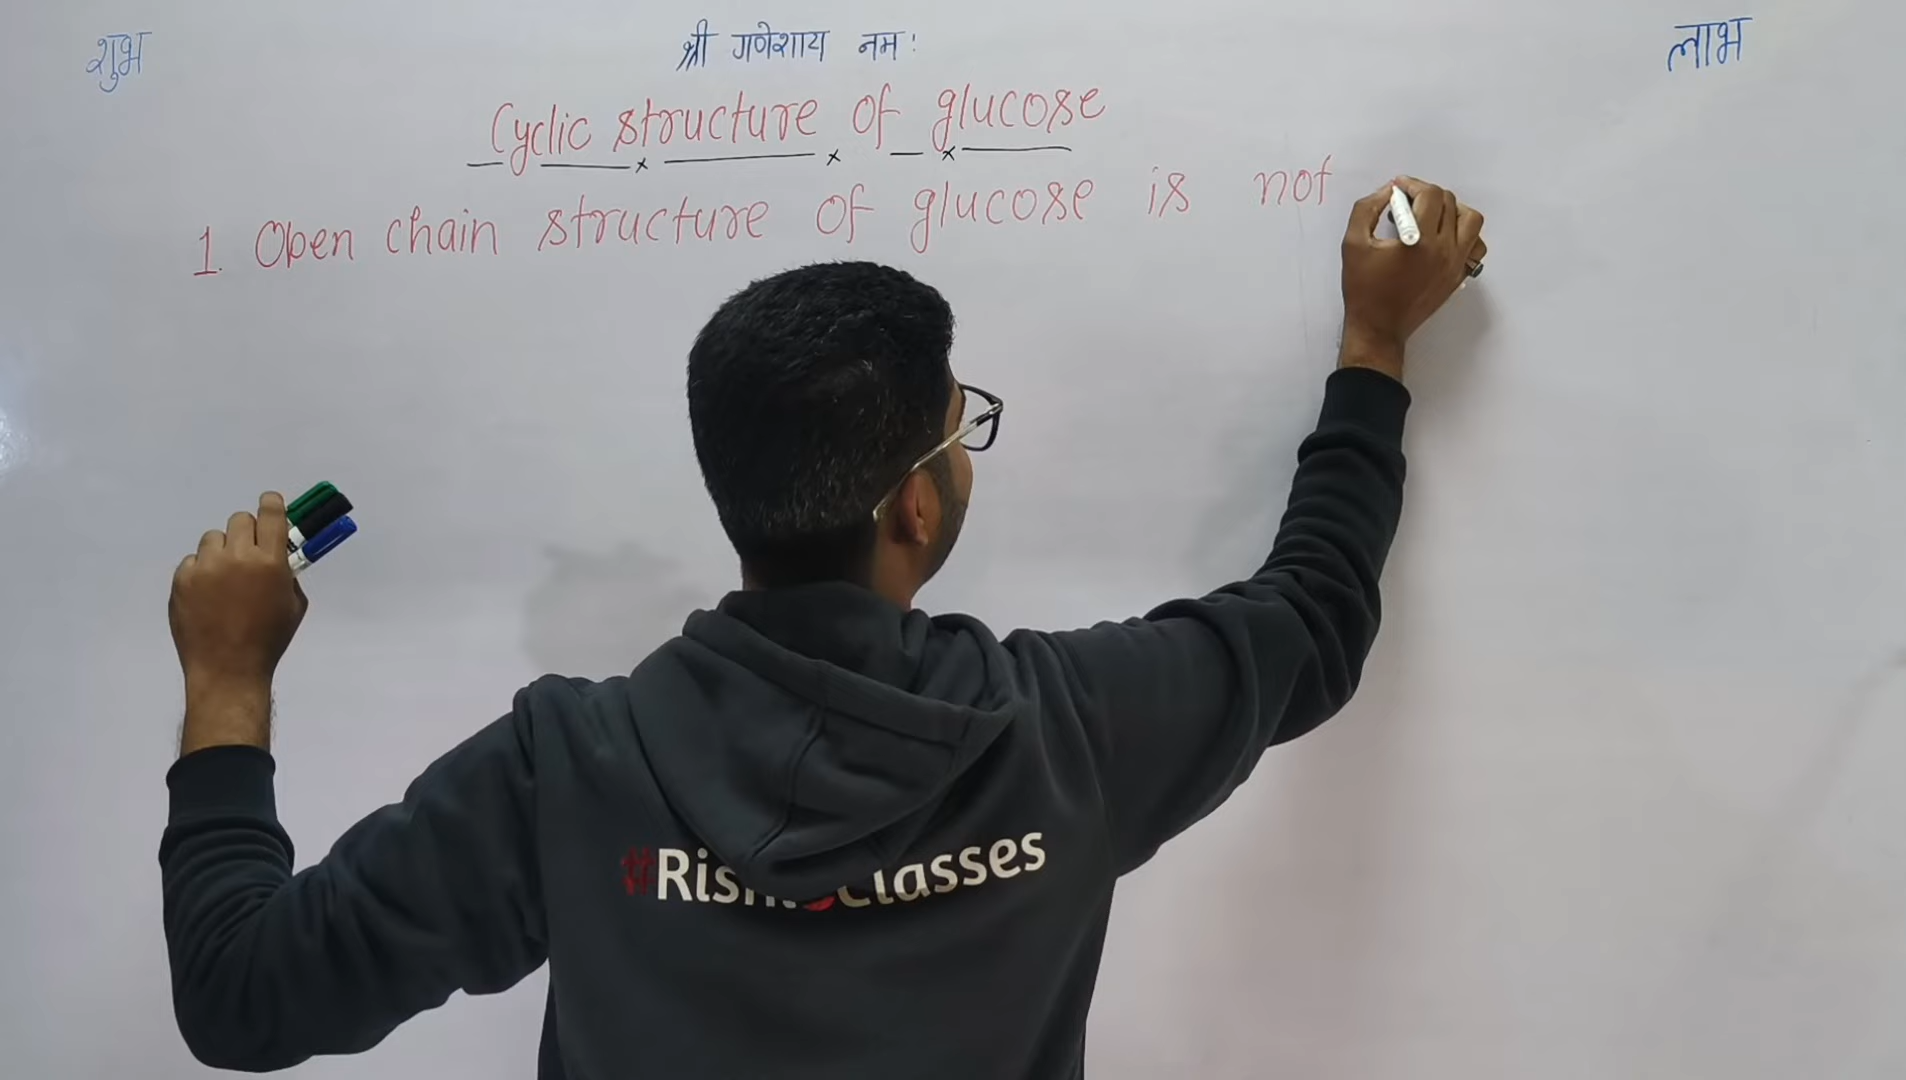 शुभ श्री गणेशाय नमः लाभ
Cyclic structure of glucose
1. Open chain structure of glucose is not